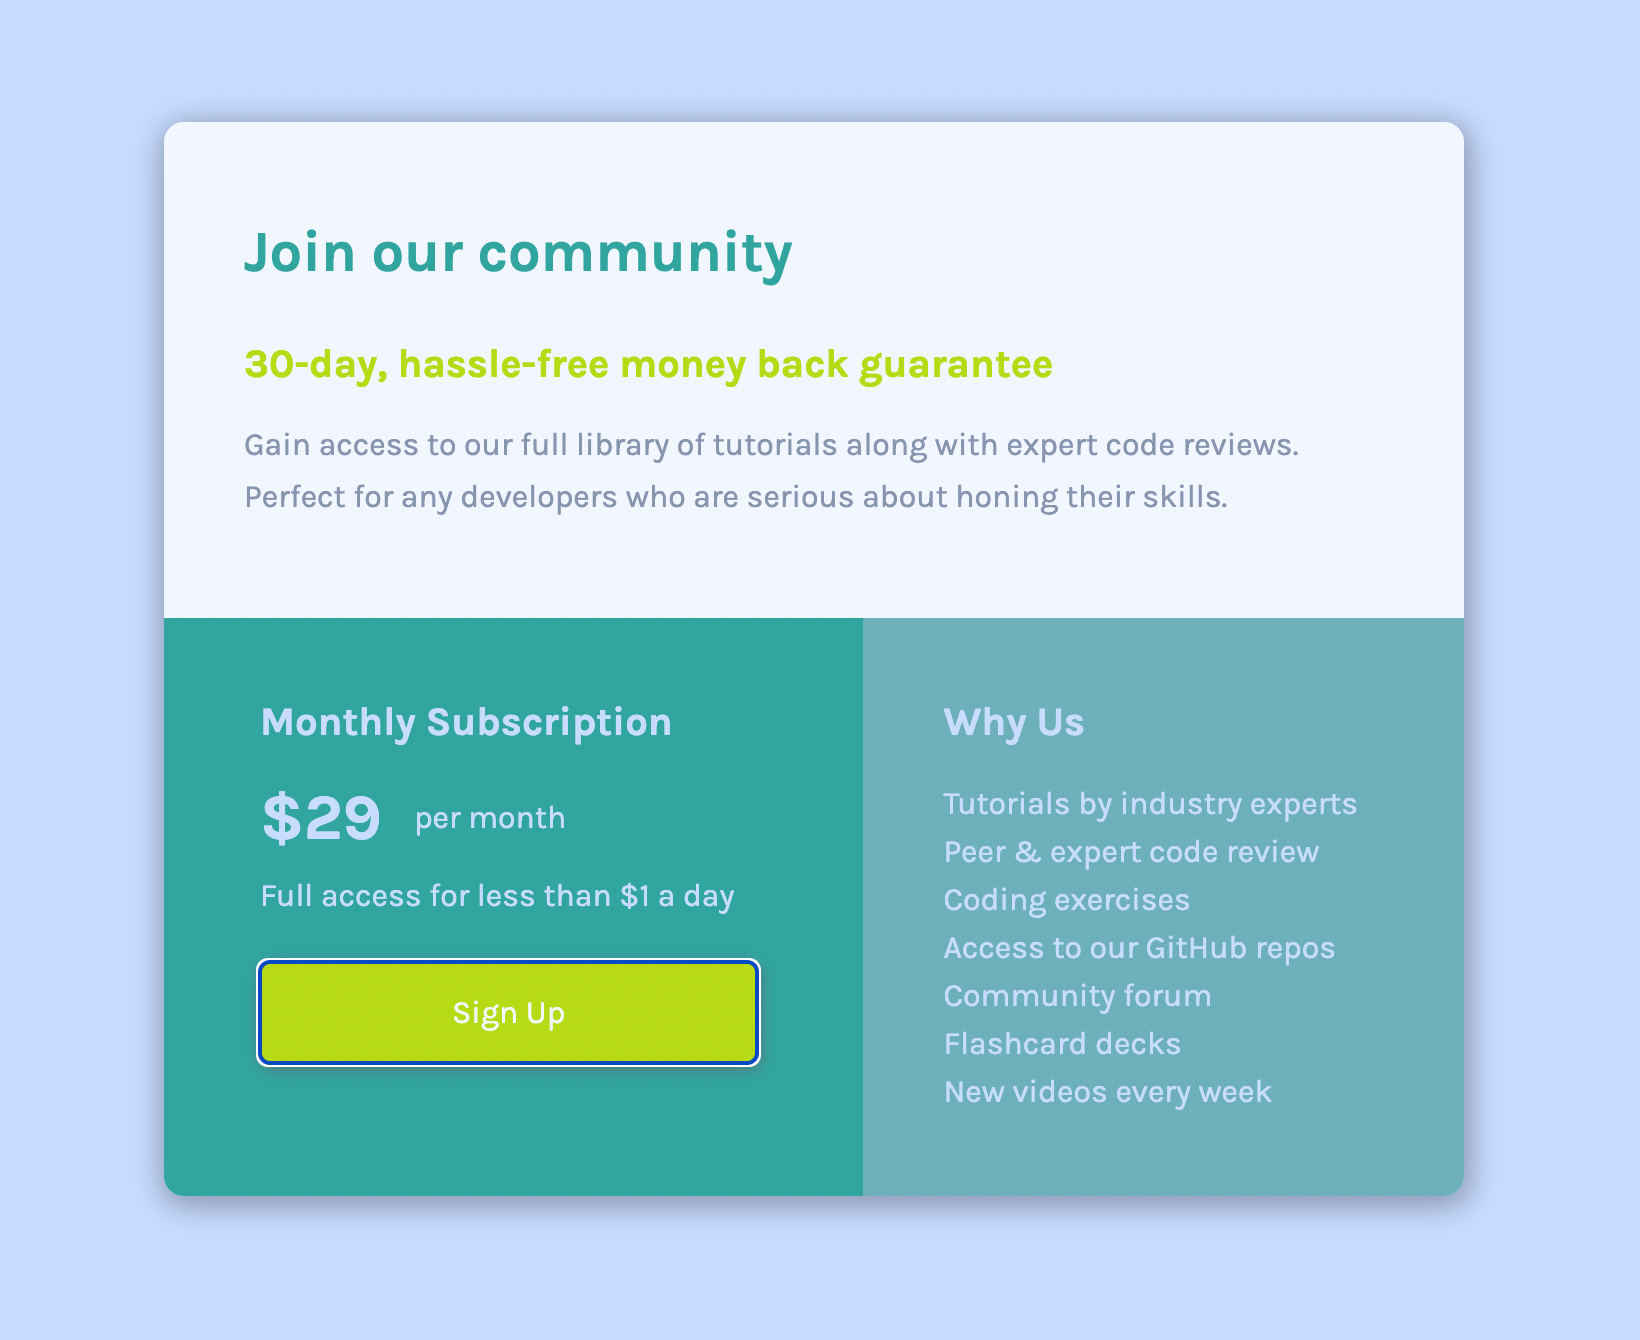 Join our community
30-day, hassle-free money back guarantee
Gain access to our full library of tutorials along with expert code reviews.
Perfect for any developers who are serious about honing their skills.
Monthly Subscription
$29 per month
Full access for less than $1 a day
Sign Up
Why Us
Tutorials by industry experts
Peer & expert code review
Coding exercises
Access to our GitHub repos
Community forum
Flashcard decks
New videos every week